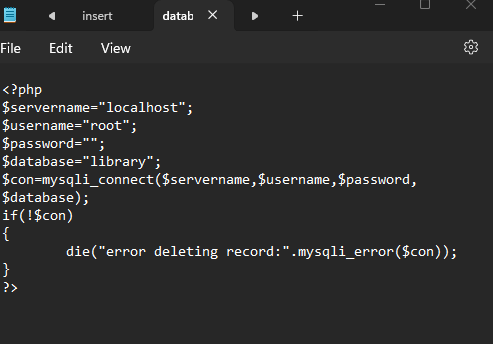 insert
datab
File Edit View
<?php
$servername="localhost";
$username="root";
$password="";
$database="library";
$con=mysqli_connect($servername,$username,$password,
$database);
if(!$con)
{
die("error deleting record:".mysqli_error($con));
}
?>